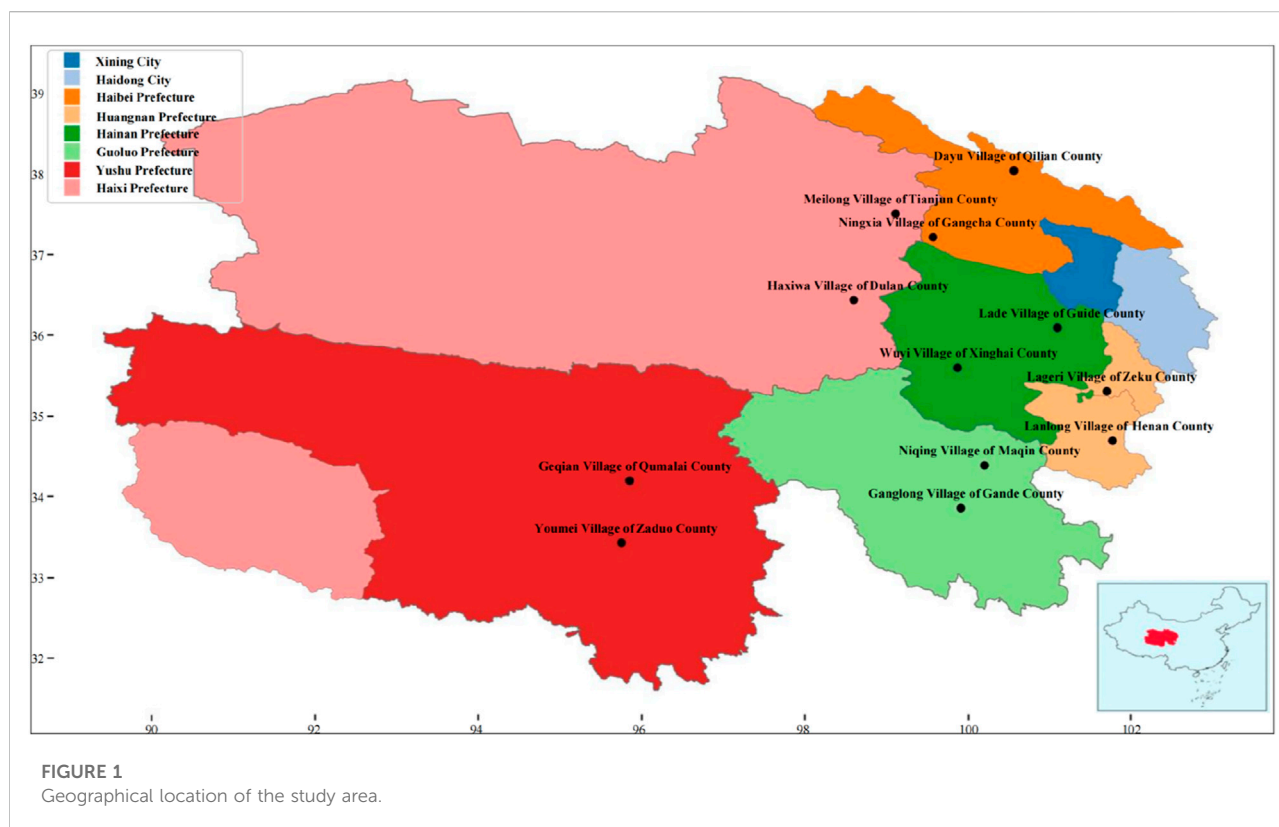 Xining City
Haidong City
Haibei Prefecture
Huangnan Prefecture
Hainan Prefecture
Guoluo Prefecture
Yushu Prefecture
Haixi Prefecture
39
38
37
36
35
34
33
32
Dayu Village of Qilian County
Meilong Village of Tianjun County
Ningxia Village of Gangcha County
Haxiwa Village of Dulan County
Lade Village of Guide County
Wuyi Village of Xinghai County
Lageri Village of Zeku County
Lanlong Village of Henan County
Niqing Village of Maqin County
Geqian Village of Qumalai County
Ganglong Village of Gande County
Youmei Village of Zaduo County
90 92 94 96 98 100 102
FIGURE 1
Geographical location of the study area.